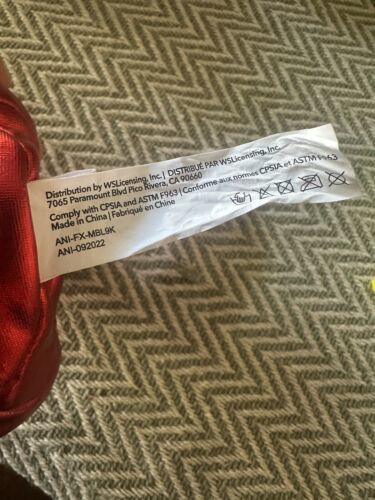 Distribution by WSLicensing, Inc. | DISTRIBUÉ PAR WSLicensing, Inc.
7065 Paramount Blvd Pico Rivera, CA 90660
Comply with CPSIA and ASTM F963 | Conforme aux normes CPSIA et ASTM F963
Made in China | Fabriqué en Chine
ANI-FX-MBL9K
ANI-092022